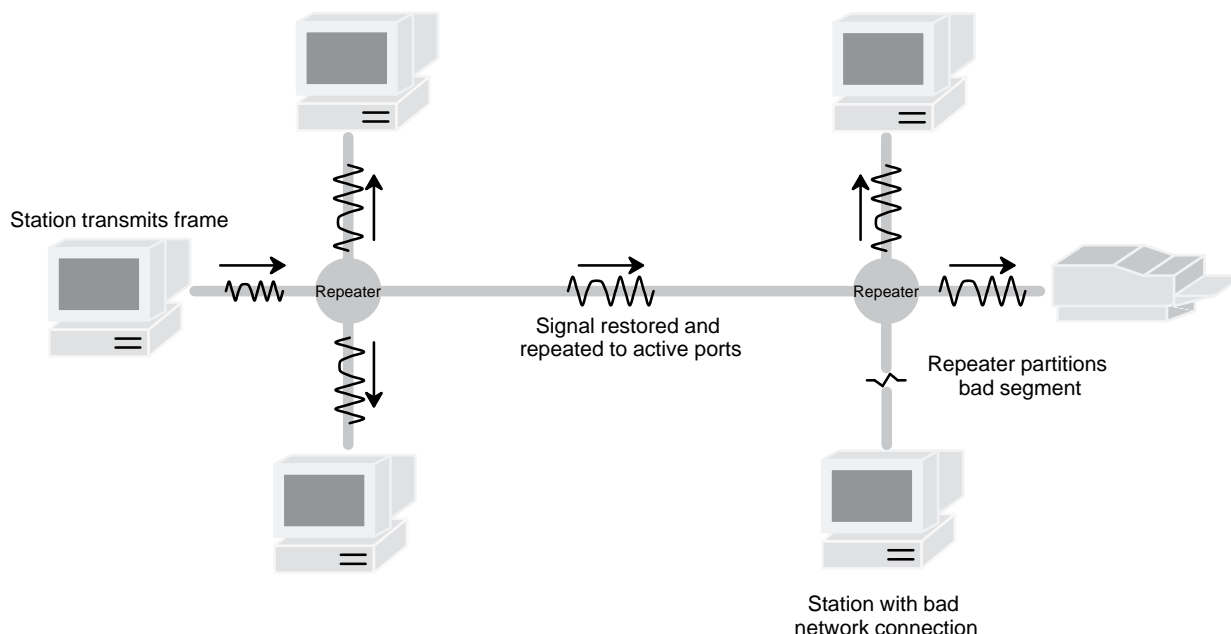 Station transmits frame
Repeater
Repeater
Signal restored and
repeated to active ports
Repeater partitions
bad segment
Station with bad
network connection